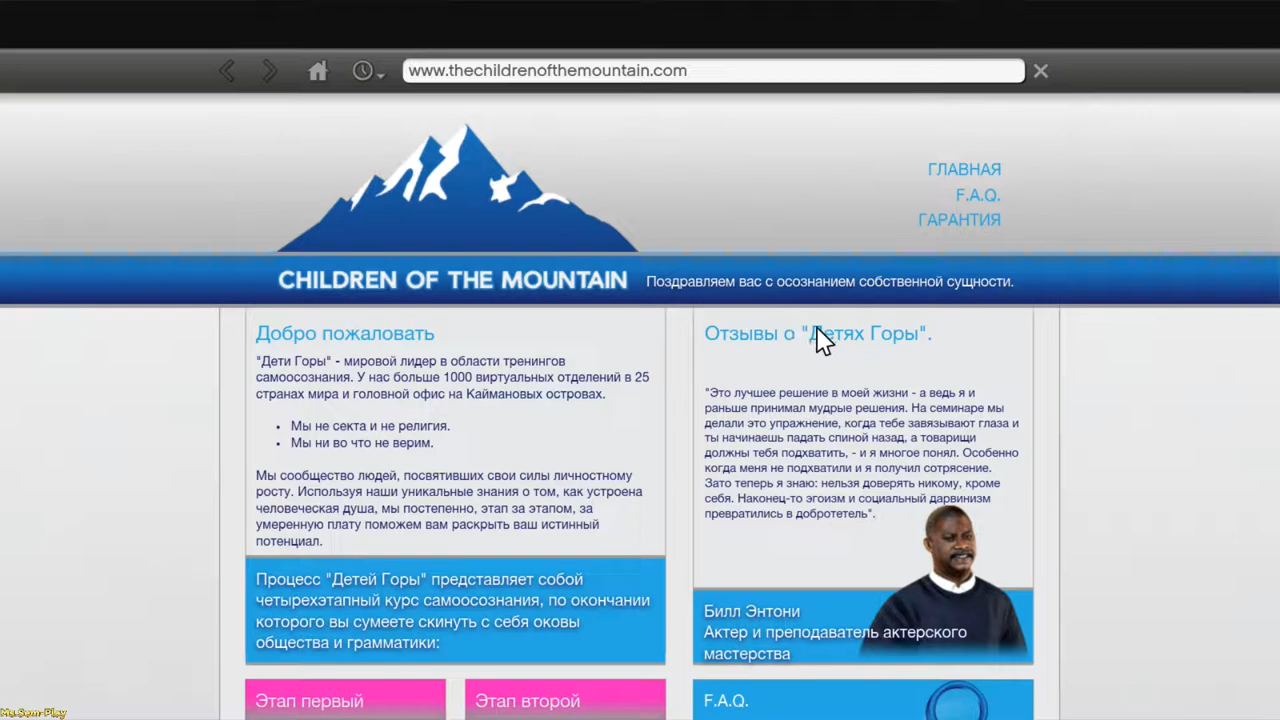 www.thechildrenofthemountain.com
ГЛАВНАЯ
F.A.Q.
ГАРАНТИЯ
CHILDREN OF THE MOUNTAIN
Поздравляем вас с осознанием собственной сущности.
Добро пожаловать
"Дети Горы" - мировой лидер в области тренингов
самоосознания. У нас больше 1000 виртуальных отделений в 25
странах мира и головной офис на Каймановых островах.
• Мы не секта и не религия.
• Мы ни во что не верим.
Мы сообщество людей, посвятивших свои силы личностному
росту. Используя наши уникальные знания о том, как устроена
человеческая душа, мы постепенно, этап за этапом, за
умеренную плату поможем вам раскрыть ваш истинный
потенциал.
Процесс "Детей Горы" представляет собой
четырехэтапный курс самоосознания, по окончании
которого вы сумеете скинуть с себя оковы
общества и грамматики:
Этап первый
Этап второй
Отзывы о "Детях Горы".
"Это лучшее решение в моей жизни - а ведь я и
раньше принимал мудрые решения. На семинаре мы
делали это упражнение, когда тебе завязывают глаза и
ты начинаешь падать спиной назад, а товарищи
должны тебя подхватить, - и я многое понял. Особенно
когда меня не подхватили и я получил сотрясение.
Зато теперь я знаю: нельзя доверять никому, кроме
себя. Наконец-то эгоизм и социальный дарвинизм
превратились в добротетель".
Билл Энтони
Актер и преподаватель актерского
мастерства
F.A.Q.
Ms.Sem-Play